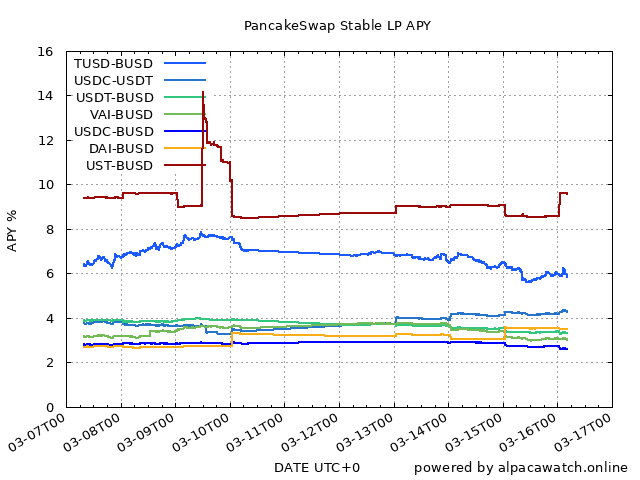 PancakeSwap Stable LP APY
16
14
12
10
8
6
4
2
0
APY %
TUSD-BUSD
USDC-USDT
USDT-BUSD
VAI-BUSD
USDC-BUSD
DAI-BUSD
UST-BUSD
03-07T00
03-08T00
03-09T00
03-10T00
03-11T00
03-12T00
03-13T00
03-14T00
03-15T00
03-16T00
03-17T00
DATE UTC+0
powered by alpacawatch.online